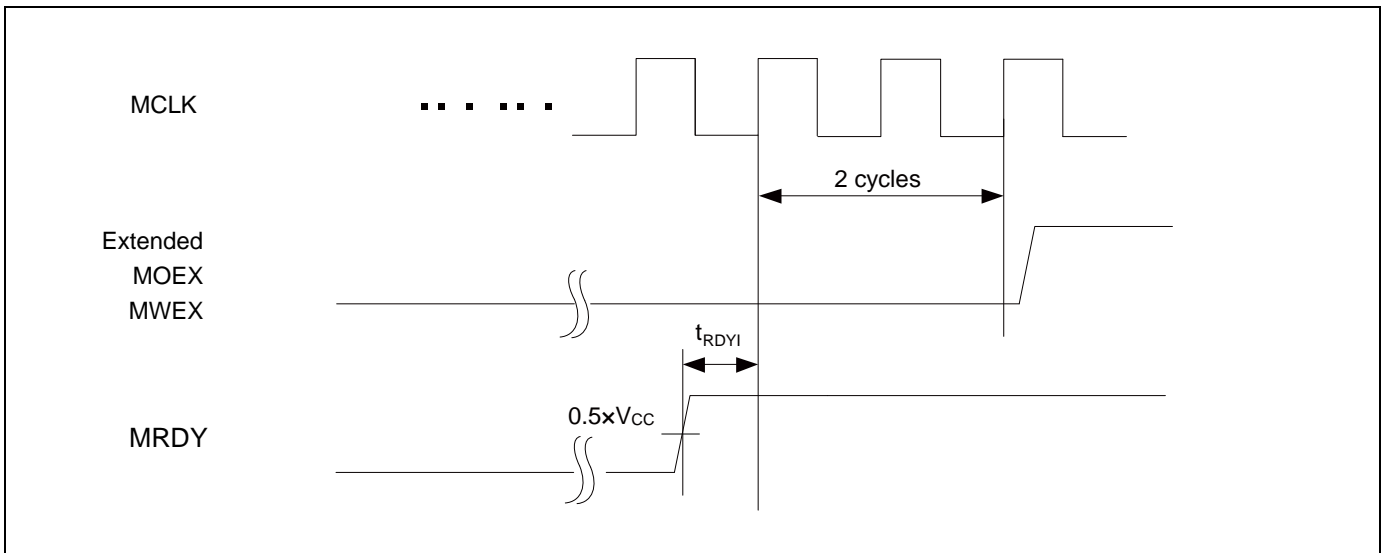 MCLK
2 cycles
Extended
MOEX
MWEX
tRDYI
0.5×VCC
MRDY